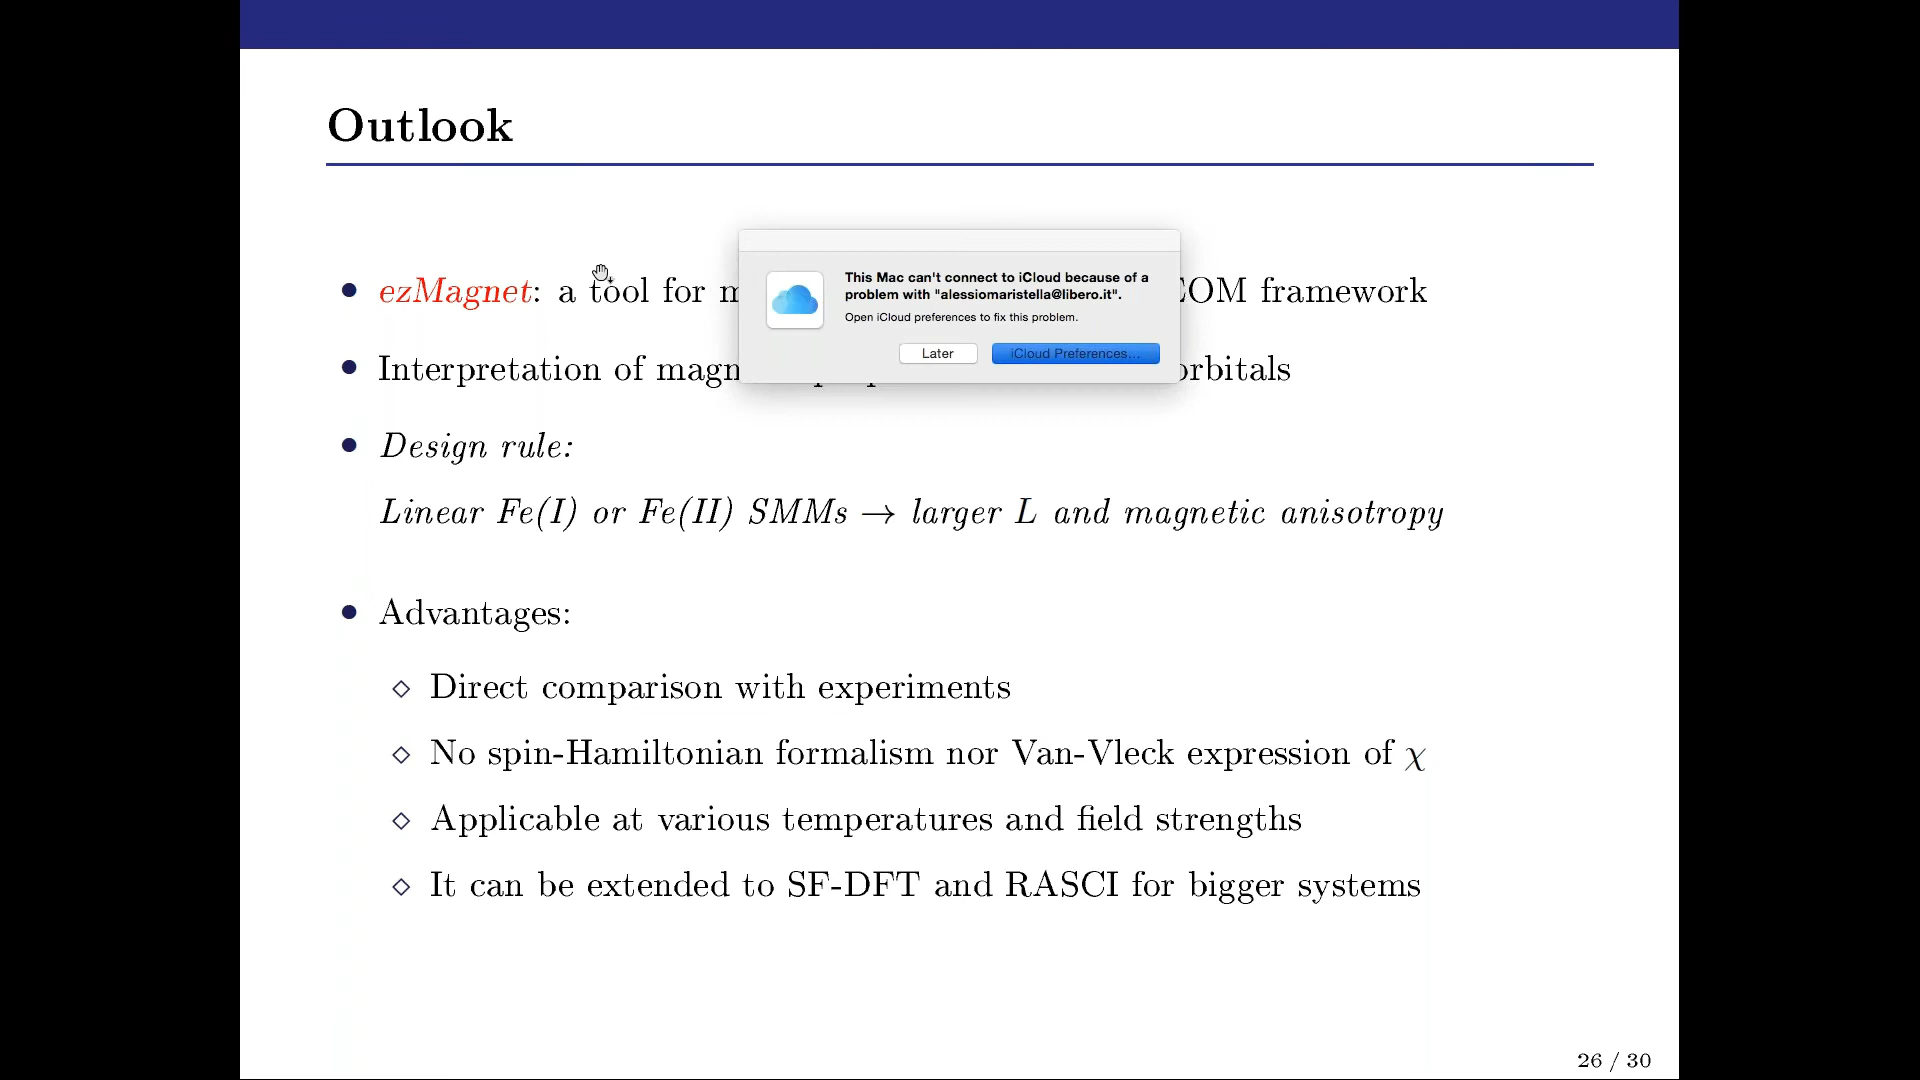 Outlook
ezMagnet: a tool for
This Mac can't connect to iCloud because of a
problem with "alessiomaristella@libero.it".
Open iCloud preferences to fix this problem.
Later
iCloud Preferences...
framework
Interpretation of
Design rule:
Linear Fe(I) or Fe(II) SMMs → larger L and magnetic anisotropy
Advantages:
Direct comparison with experiments
No spin-Hamiltonian formalism nor Van-Vleck expression of χ
Applicable at various temperatures and field strengths
It can be extended to SF-DFT and RASCI for bigger systems
26 / 30